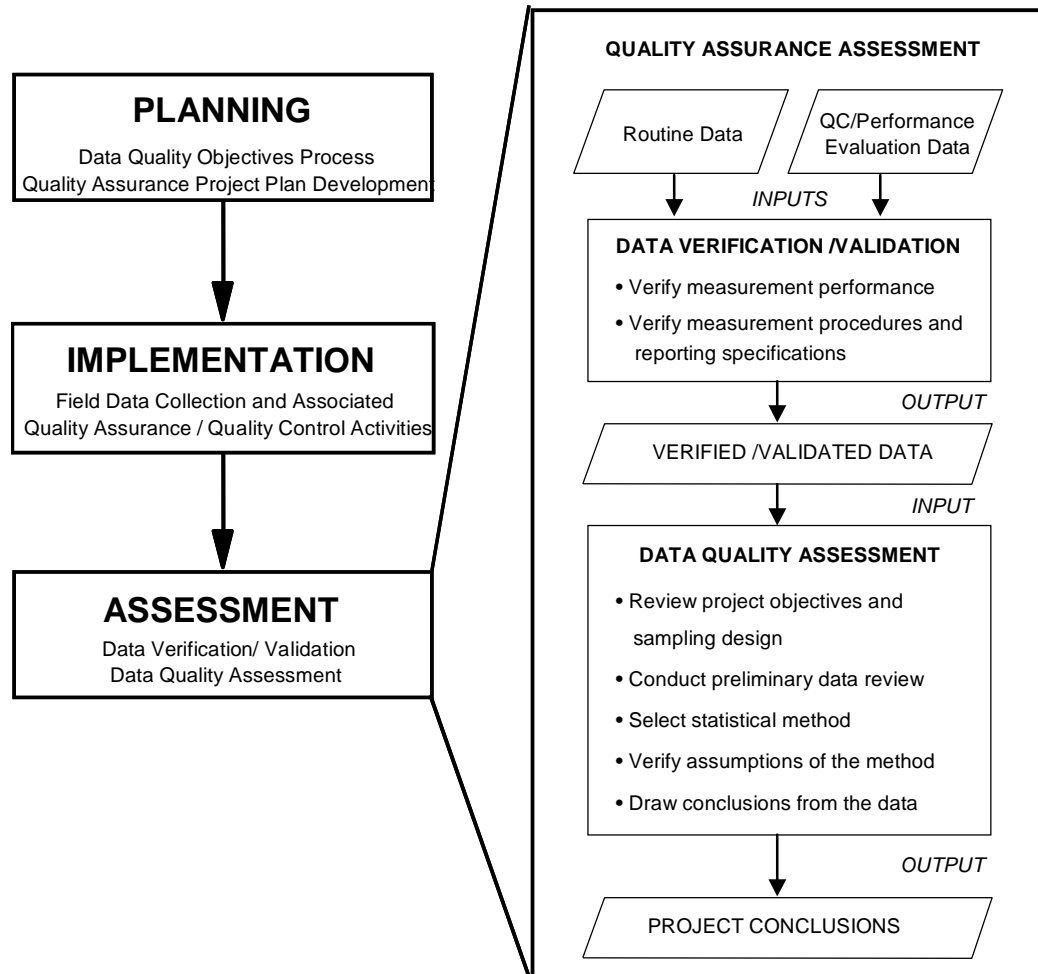 PLANNING
Data Quality Objectives Process
Quality Assurance Project Plan Development
IMPLEMENTATION
Field Data Collection and Associated
Quality Assurance / Quality Control Activities
ASSESSMENT
Data Verification/ Validation
Data Quality Assessment
QUALITY ASSURANCE ASSESSMENT
Routine Data
QC/Performance
Evaluation Data
INPUTS
DATA VERIFICATION /VALIDATION
• Verify measurement performance
• Verify measurement procedures and
reporting specifications
OUTPUT
VERIFIED /VALIDATED DATA
INPUT
DATA QUALITY ASSESSMENT
• Review project objectives and
sampling design
• Conduct preliminary data review
• Select statistical method
• Verify assumptions of the method
• Draw conclusions from the data
OUTPUT
PROJECT CONCLUSIONS